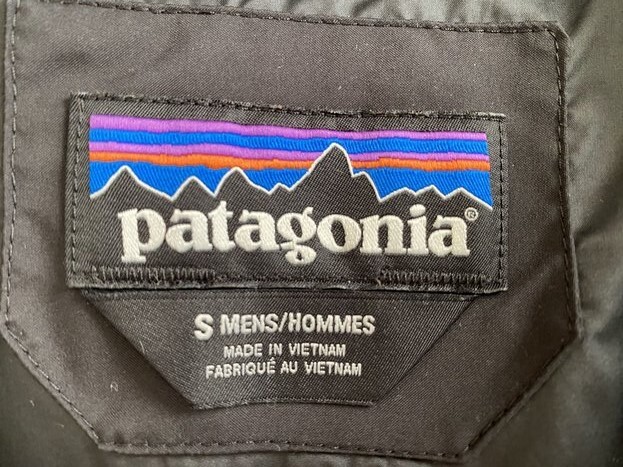 patagonia®
S MENS/HOMMES
MADE IN VIETNAM
FABRIQUÉ AU VIETNAM